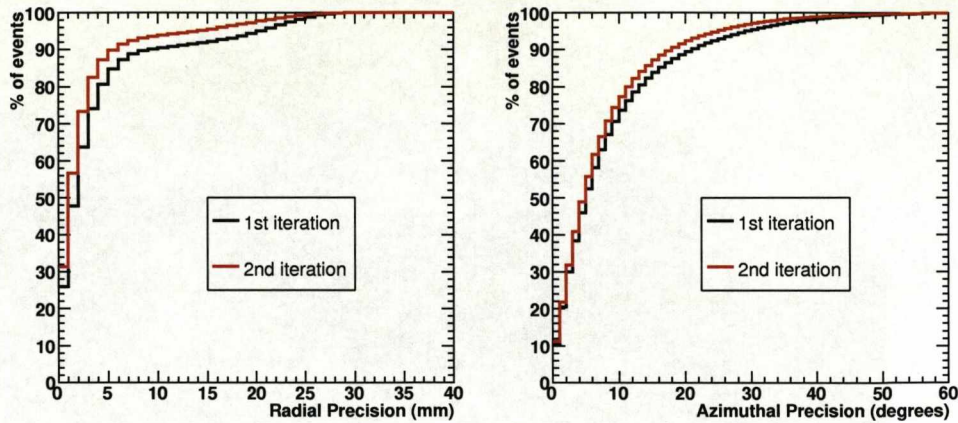 % of events
100
90
80
70
60
50
40
30
20
10
0
1st iteration
2nd iteration
0 5 10 15 20 25 30 35 40
Radial Precision (mm)
% of events
100
90
80
70
60
50
40
30
20
10
0
1st iteration
2nd iteration
0 10 20 30 40 50 60
Azimuthal Precision (degrees)